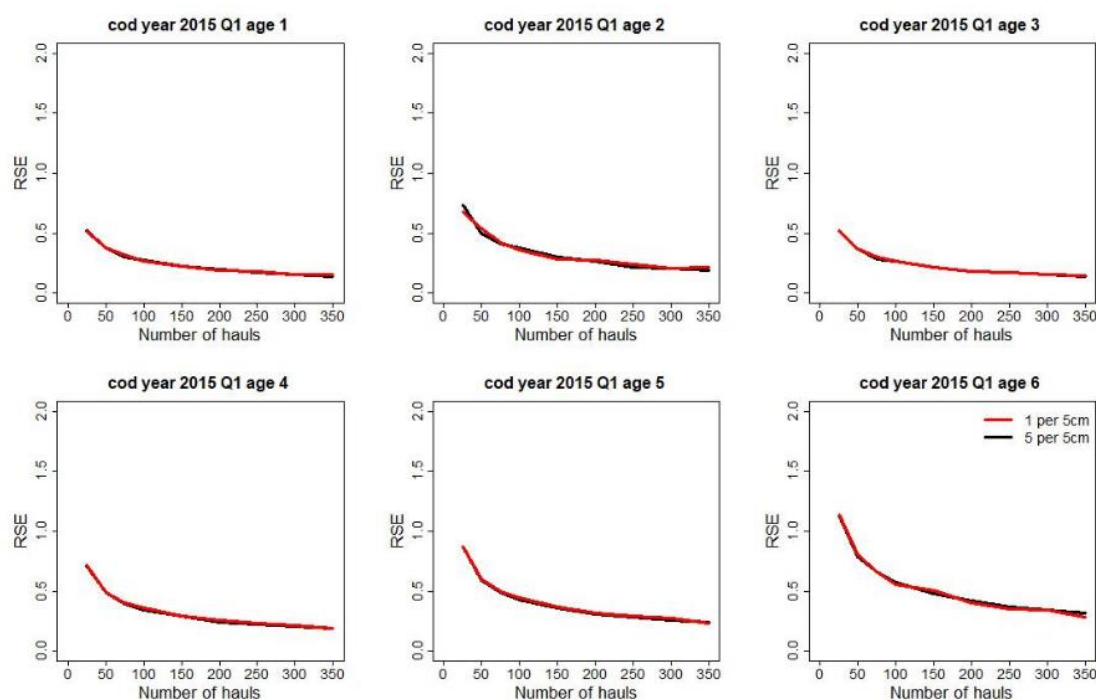 cod year 2015 Q1 age 1
cod year 2015 Q1 age 2
cod year 2015 Q1 age 3
RSE
0.0 0.5 1.0 1.5 2.0
0 50 100 150 200 250 300 350
Number of hauls
RSE
0.0 0.5 1.0 1.5 2.0
0 50 100 150 200 250 300 350
Number of hauls
RSE
0.0 0.5 1.0 1.5 2.0
0 50 100 150 200 250 300 350
Number of hauls
cod year 2015 Q1 age 4
cod year 2015 Q1 age 5
cod year 2015 Q1 age 6
RSE
0.0 0.5 1.0 1.5 2.0
0 50 100 150 200 250 300 350
Number of hauls
RSE
0.0 0.5 1.0 1.5 2.0
0 50 100 150 200 250 300 350
Number of hauls
1 per 5cm
5 per 5cm
RSE
0.0 0.5 1.0 1.5 2.0
0 50 100 150 200 250 300 350
Number of hauls